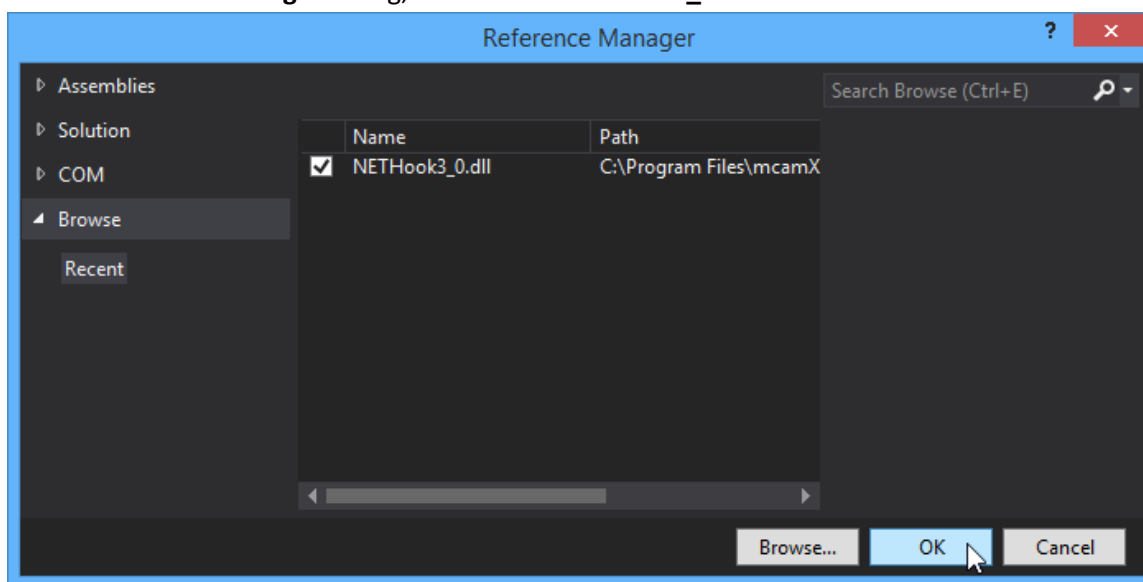 Reference Manager
?
Assemblies
Search Browse (Ctrl+E)
Solution
Name Path
NETHook3_0.dll C:\Program Files\mcamX
COM
Browse
Recent
Browse... OK Cancel